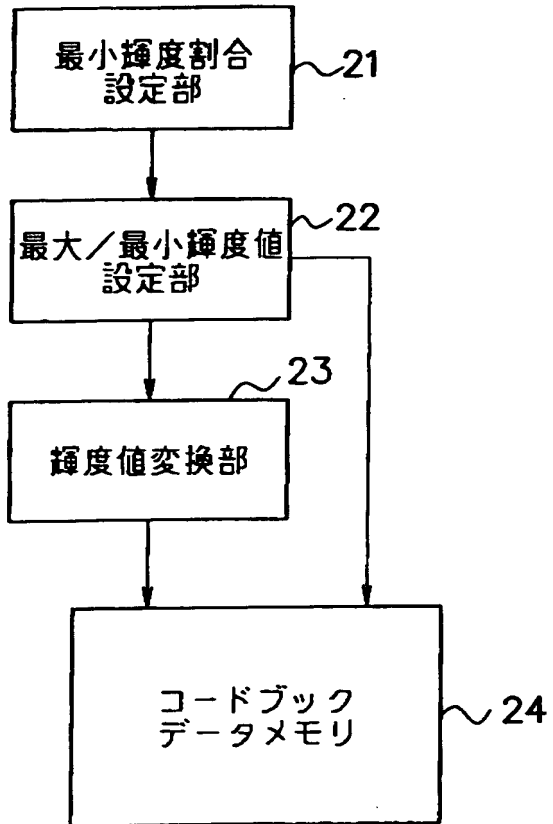 最小輝度割合
設定部
21
最大／最小輝度値
設定部
22
23
輝度値変換部
コードブック
データメモリ
24